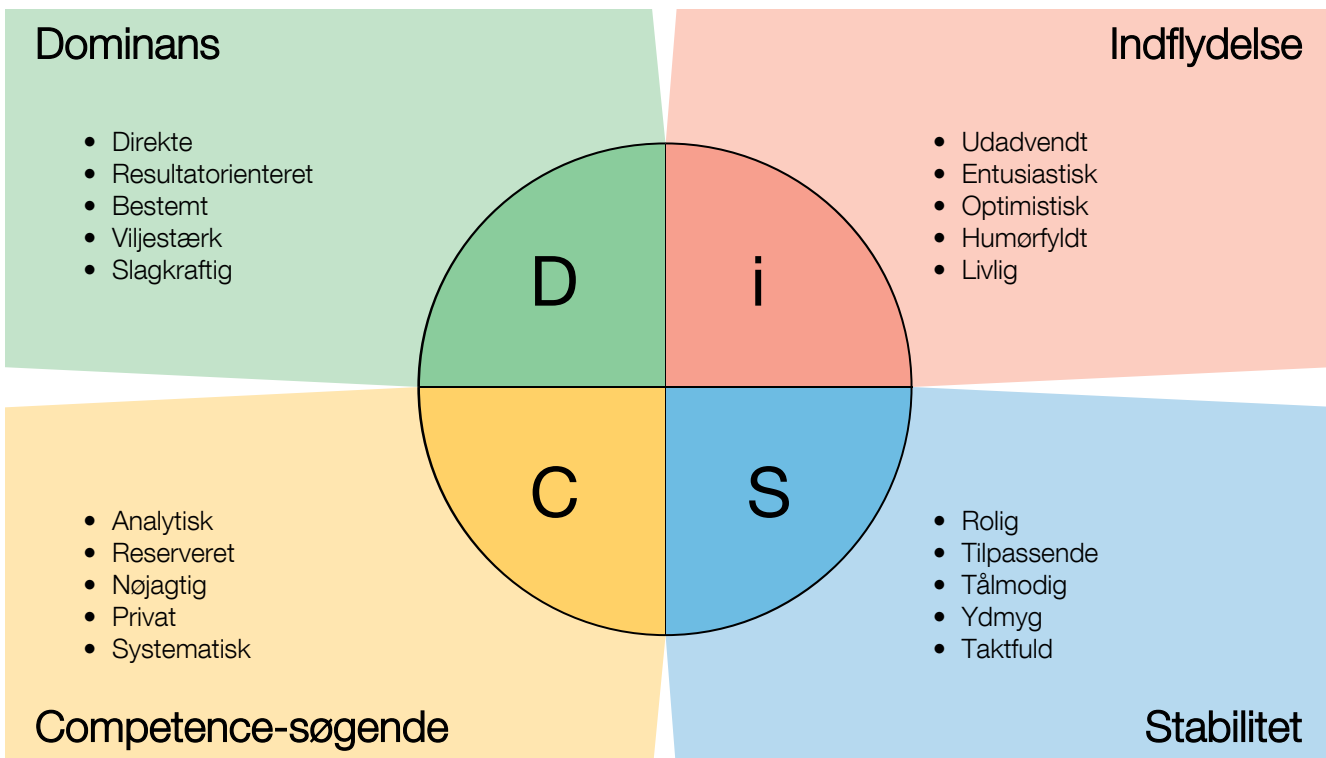 Dominans
• Direkte
• Resultatorienteret
• Bestemt
• Viljestærk
• Slagkraftig
D
Indflydelse
• Udadvendt
• Entusiastisk
• Optimistisk
• Humørfyldt
• Livlig
i
C
• Analytisk
• Reserveret
• Nøjagtig
• Privat
• Systematisk
Competence-søgende
S
• Rolig
• Tilpassende
• Tålmodig
• Ydmyg
• Taktfuld
Stabilitet